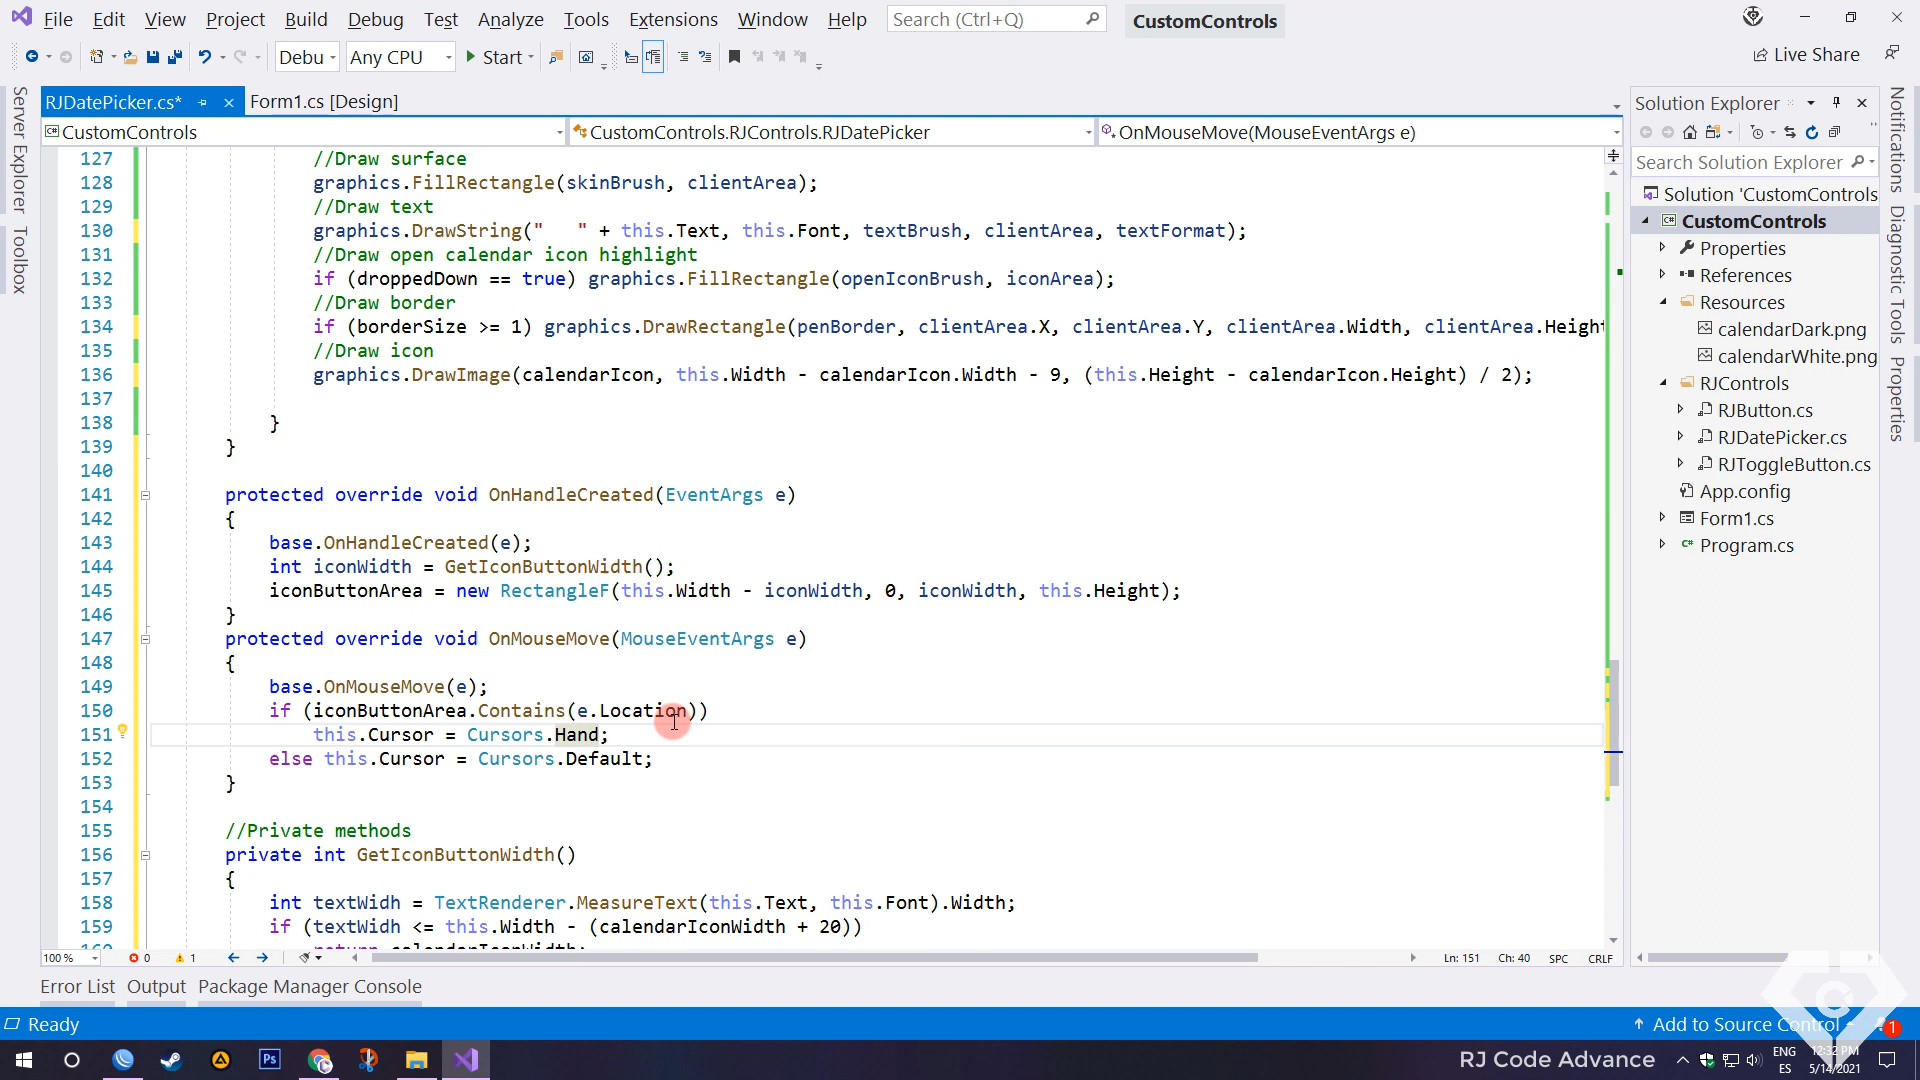 File Edit View Project Build Debug Test Analyze Tools Extensions Window Help Search (Ctrl+Q) CustomControls
Debu Any CPU Start Live Share
RJDatePicker.cs* Form1.cs [Design]
CustomControls CustomControls.RJControls.RJDatePicker OnMouseMove(MouseEventArgs e)
127 //Draw surface
128 graphics.FillRectangle(skinBrush, clientArea);
129 //Draw text
130 graphics.DrawString("   " + this.Text, this.Font, textBrush, clientArea, textFormat);
131 //Draw open calendar icon highlight
132 if (droppedDown == true) graphics.FillRectangle(openIconBrush, iconArea);
133 //Draw border
134 if (borderSize >= 1) graphics.DrawRectangle(penBorder, clientArea.X, clientArea.Y, clientArea.Width, clientArea.Height
135 //Draw icon
136 graphics.DrawImage(calendarIcon, this.Width - calendarIcon.Width - 9, (this.Height - calendarIcon.Height) / 2);
137
138 }
139 }
140
141 protected override void OnHandleCreated(EventArgs e)
142 {
143 base.OnHandleCreated(e);
144 int iconWidth = GetIconButtonWidth();
145 iconButtonArea = new RectangleF(this.Width - iconWidth, 0, iconWidth, this.Height);
146 }
147 protected override void OnMouseMove(MouseEventArgs e)
148 {
149 base.OnMouseMove(e);
150 if (iconButtonArea.Contains(e.Location))
151 this.Cursor = Cursors.Hand;
152 else this.Cursor = Cursors.Default;
153 }
154
155 //Private methods
156 private int GetIconButtonWidth()
157 {
158 int textWidh = TextRenderer.MeasureText(this.Text, this.Font).Width;
159 if (textWidh <= this.Width - (calendarIconWidth + 20))
100 % 0 1 Ln: 151 Ch: 40 SPC CRLF
Server Explorer
Toolbox
Solution Explorer
Search Solution Explorer
Solution 'CustomControls
CustomControls
Properties
References
Resources
calendarDark.png
calendarWhite.png
RJControls
RJButton.cs
RJDatePicker.cs
RJToggleButton.cs
App.config
Form1.cs
Program.cs
Notifications
Diagnostic Tools
Properties
Error List Output Package Manager Console
Ready Add to Source Control 1
Ps RJ Code Advance ENG 12:32 PM
ES 5/14/2021